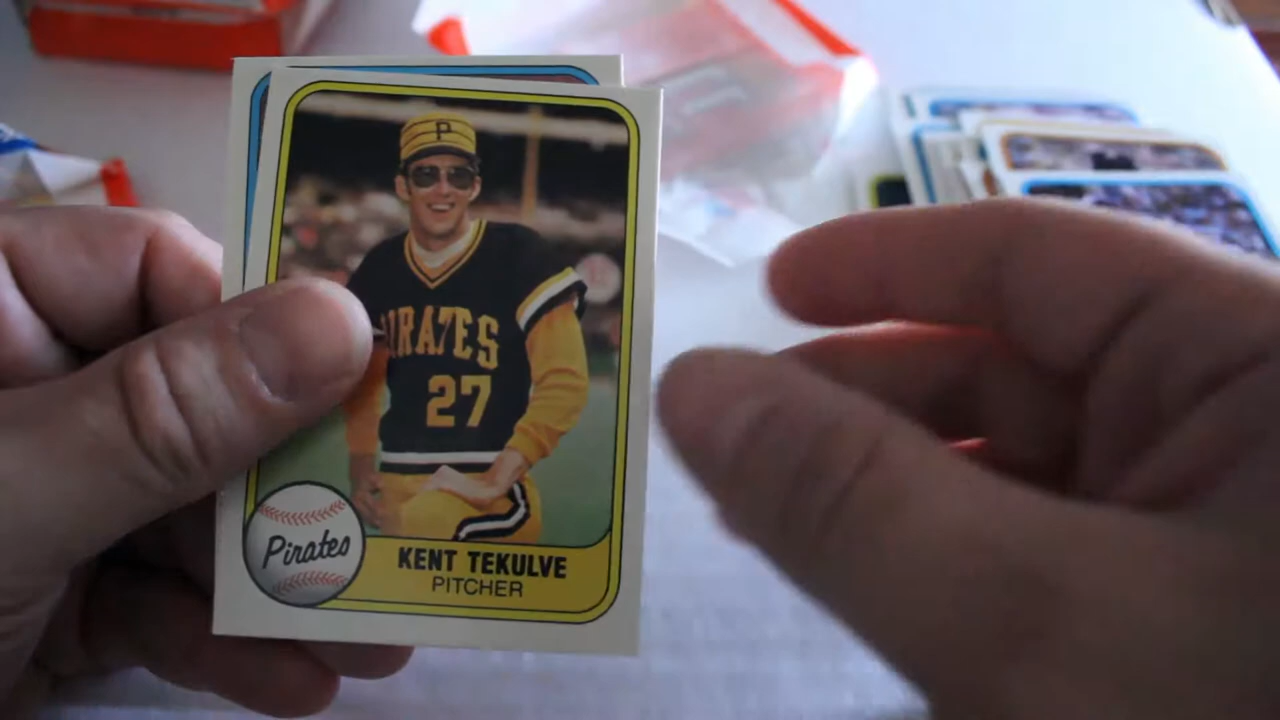 P
PIRATES
27
Pirates
KENT TEKULVE
PITCHER